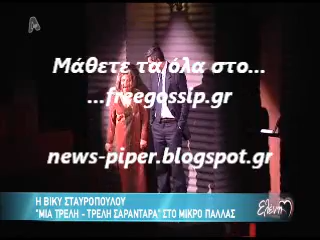 Μάθετε τα όλα στο...
...freegossip.gr
news-piper.blogspot.gr
Η ΒΙΚΥ ΣΤΑΥΡΟΠΟΥΛΟΥ
"ΜΙΑ ΤΡΕΛΗ - ΤΡΕΛΗ ΣΑΡΑΝΤΑΡΑ" ΣΤΟ ΜΙΚΡΟ ΠΑΛΛΑΣ
Ελένη